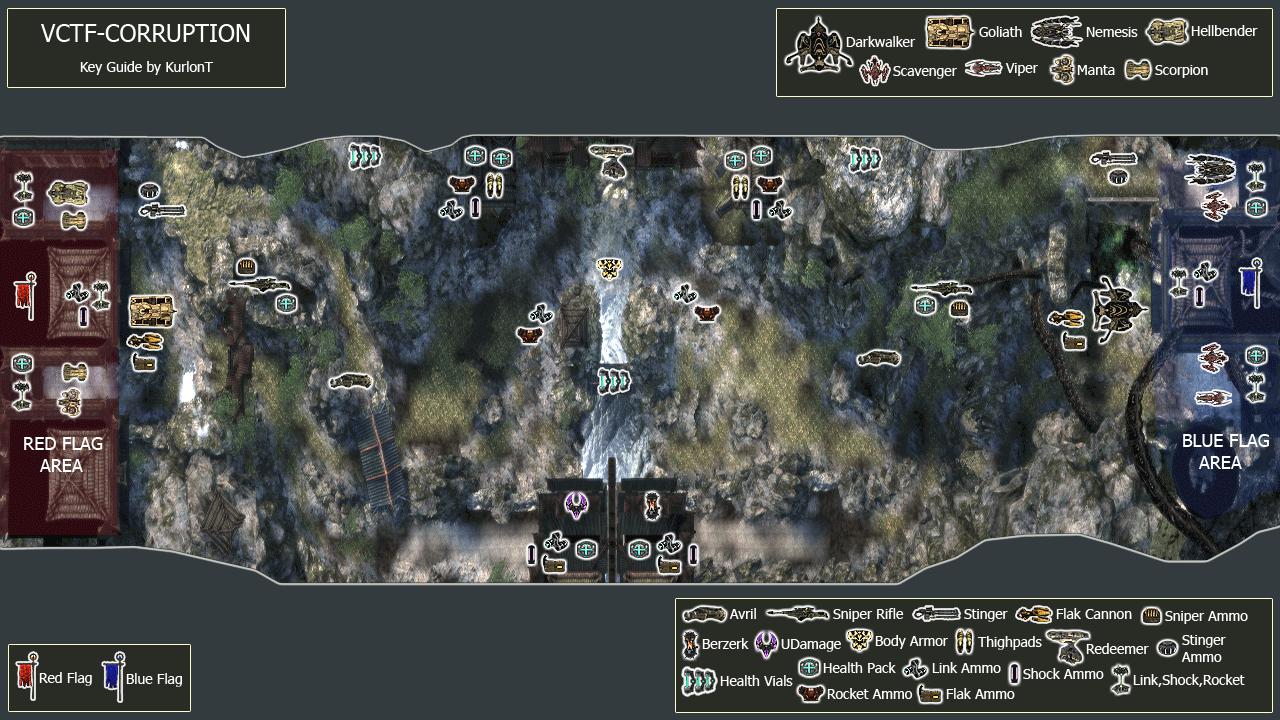 VCTF-CORRUPTION
Key Guide by KurlonT
Darkwalker
Goliath
Nemesis
Hellbender
Scavenger
Viper
Manta
Scorpion
RED FLAG
AREA
BLUE FLAG
AREA
Avril
Sniper Rifle
Stinger
Flak Cannon
Sniper Ammo
Berzerk
UDamage
Body Armor
Thighpads
Redeemer
Stinger
Ammo
Health Vials
Health Pack
Link Ammo
Shock Ammo
Link,Shock,Rocket
Rocket Ammo
Flak Ammo
Red Flag
Blue Flag